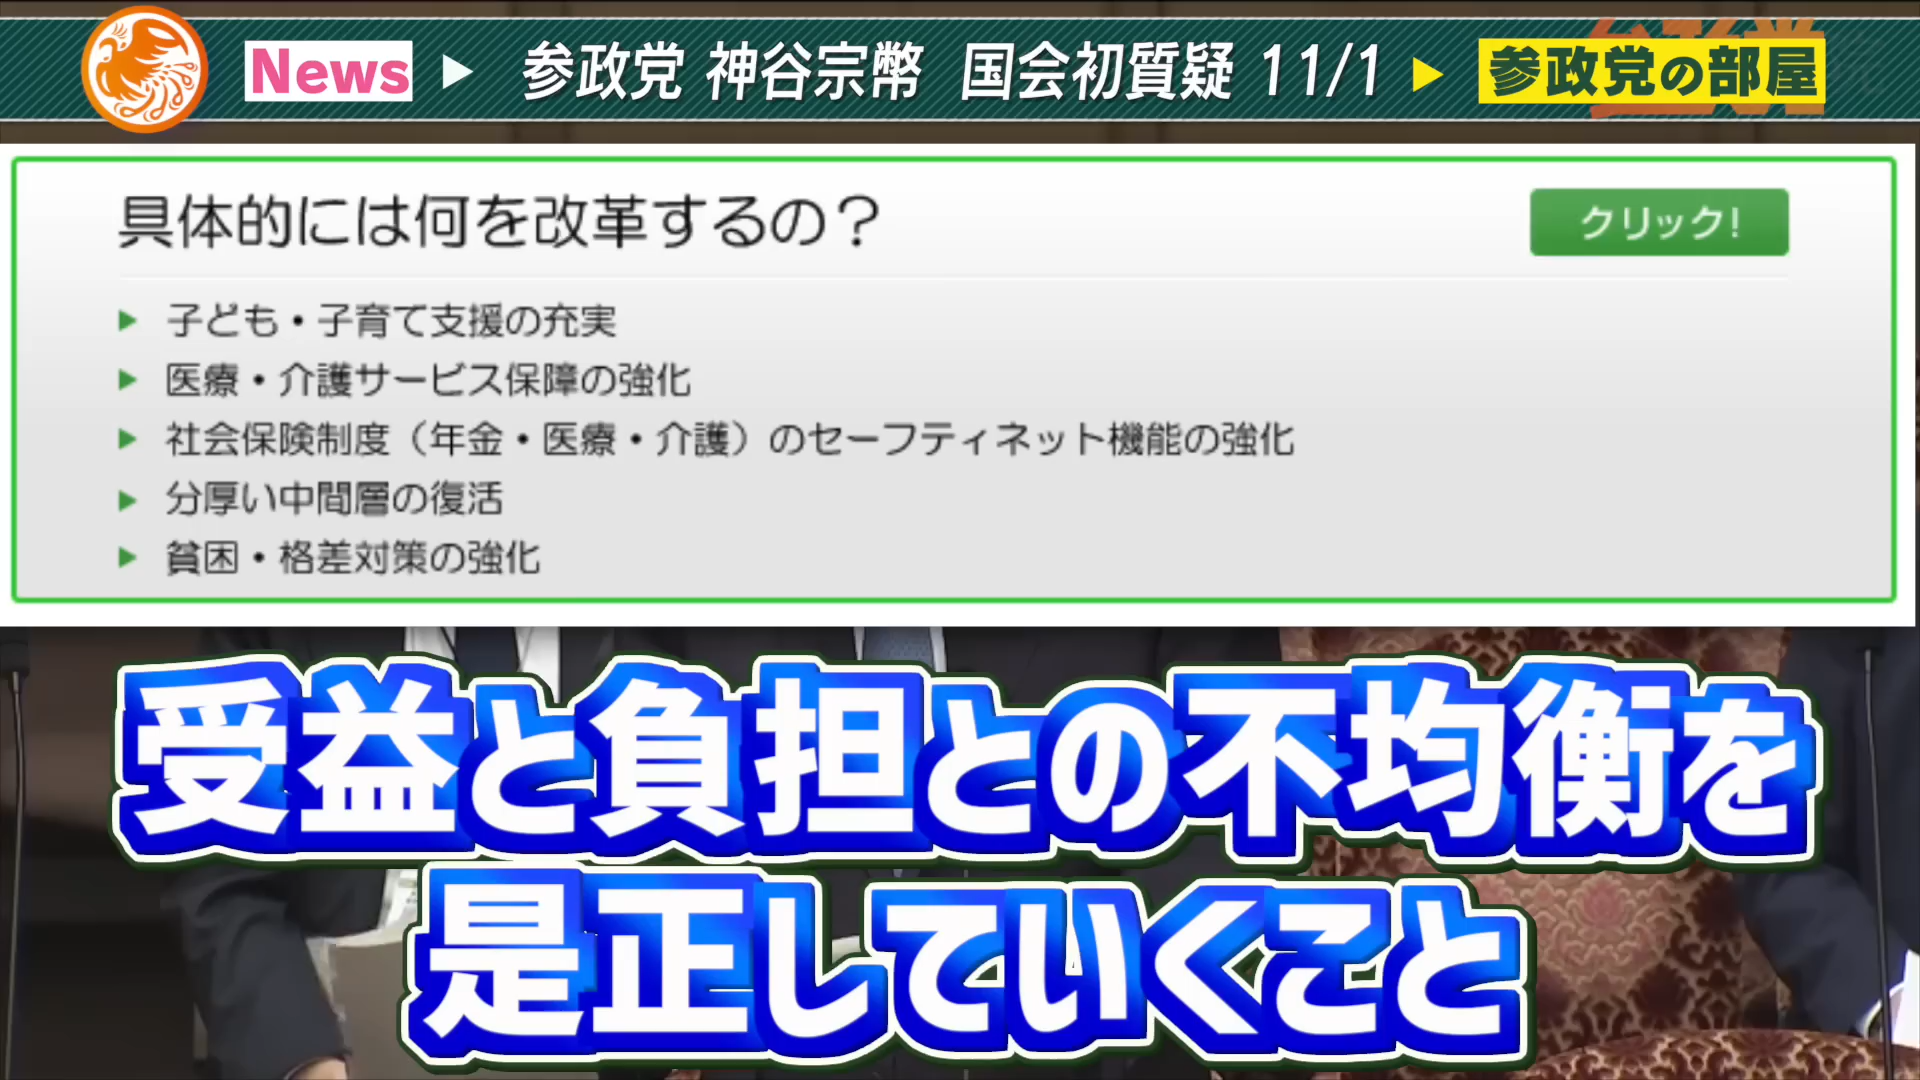 News ▶ 参政党 神谷宗幣 国会初質疑 11/1 ▶ 参政党の部屋
具体的には何を改革するの？
クリック!
▶ 子ども・子育て支援の充実
▶ 医療・介護サービス保障の強化
▶ 社会保険制度（年金・医療・介護）のセーフティネット機能の強化
▶ 分厚い中間層の復活
▶ 貧困・格差対策の強化
受益と負担との不均衡を
是正していくこと